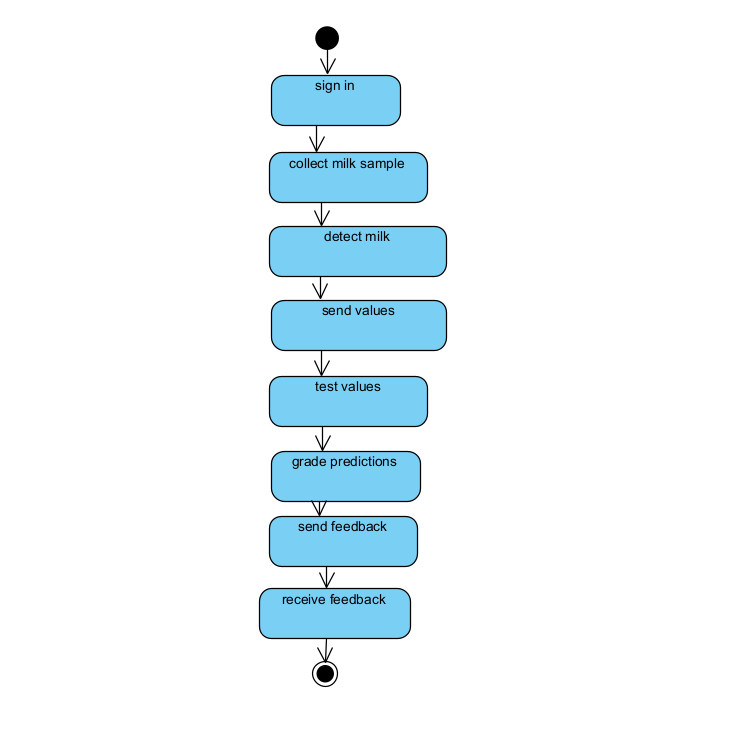 sign in
collect milk sample
detect milk
send values
test values
grade predictions
send feedback
receive feedback